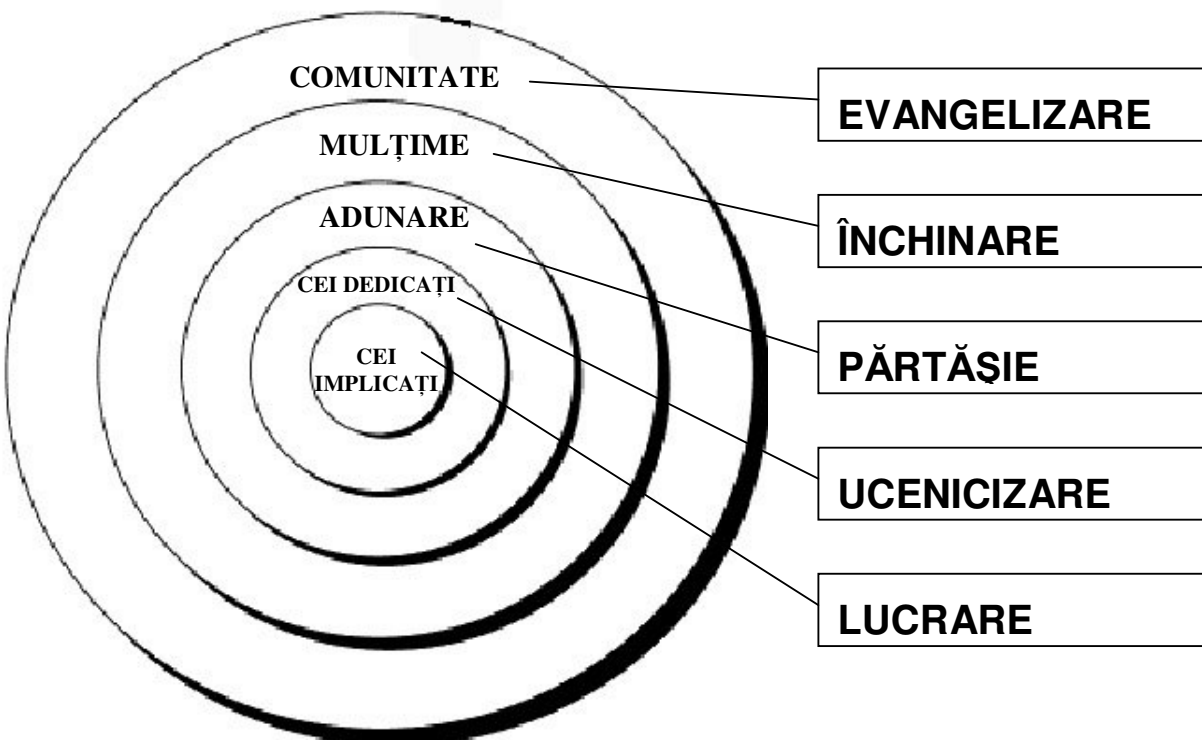 COMUNITATE
EVANGELIZARE
MULȚIME
ÎNCHINARE
ADUNARE
PĂRTĂŞIE
CEI DEDICAȚI
UCENICIZARE
CEI
IMPLICAȚI
LUCRARE